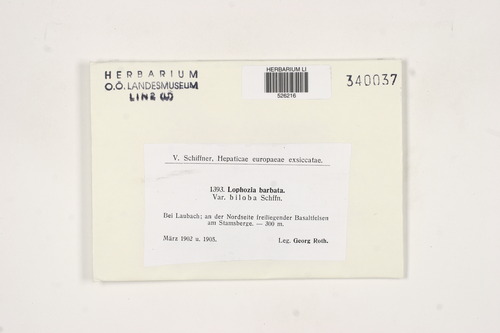 HERBARIUM
O.Ö. LANDESMUSEUM
LINZ (LI)
HERBARIUM LI
526216
340037
V. Schiffner, Hepaticae europaeae exsiccatae.
1393. Lophozia barbata.
Var. biloba Schffn.
Bei Laubach; an der Nordseite freiliegender Basaltfelsen
am Stamsberge. — 300 m.
März 1902 u. 1905.
Leg. Georg Roth.